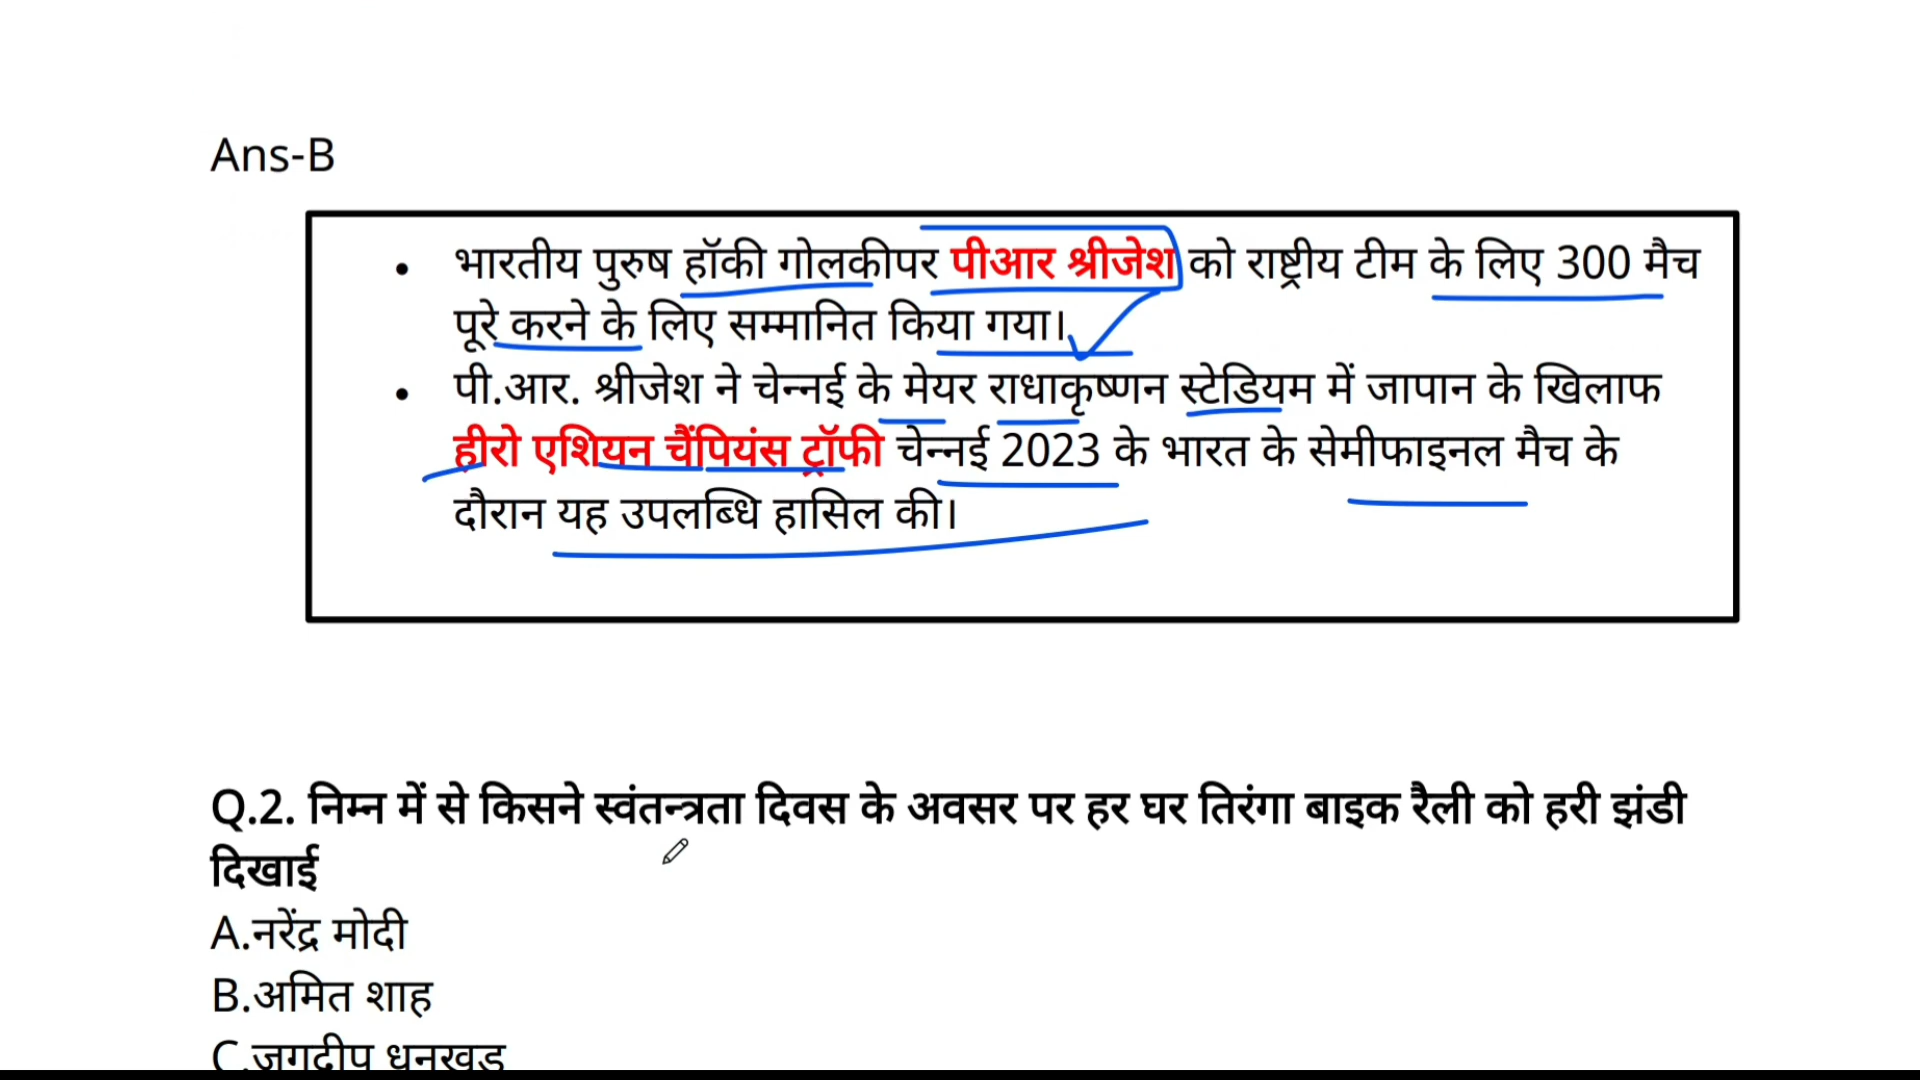 Ans-B
• भारतीय पुरुष हॉकी गोलकीपर पीआर श्रीजेश को राष्ट्रीय टीम के लिए 300 मैच
पूरे करने के लिए सम्मानित किया गया।
• पी.आर. श्रीजेश ने चेन्नई के मेयर राधाकृष्णन स्टेडियम में जापान के खिलाफ
हीरो एशियन चैंपियंस ट्रॉफी चेन्नई 2023 के भारत के सेमीफाइनल मैच के
दौरान यह उपलब्धि हासिल की।
Q.2. निम्न में से किसने स्वंतन्त्रता दिवस के अवसर पर हर घर तिरंगा बाइक रैली को हरी झंडी
दिखाई
A.नरेंद्र मोदी
B.अमित शाह
C.जगदीप धनखड़